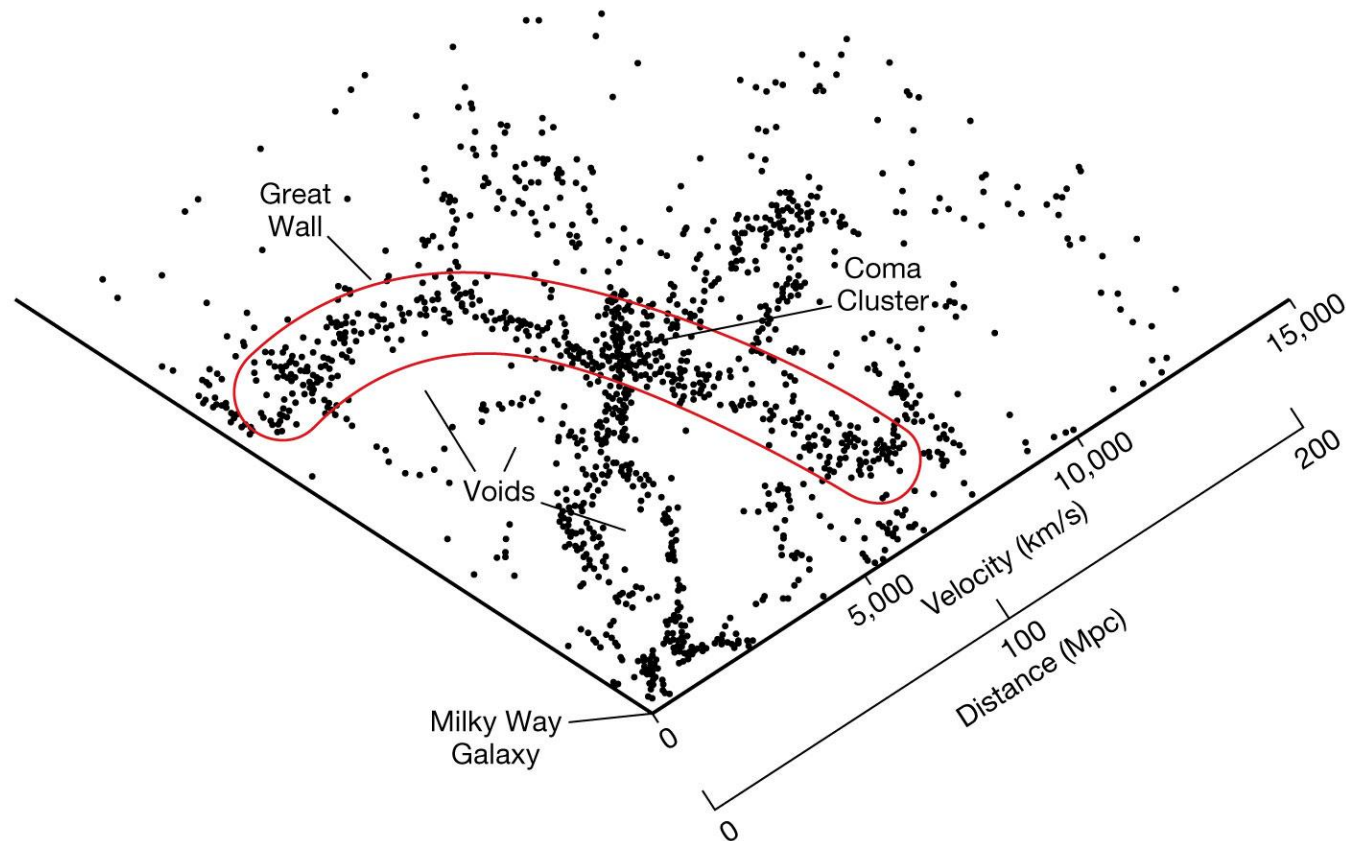 Great
Wall
Coma
Cluster
15,000
Voids
10,000
200
Velocity (km/s)
5,000
100
Distance (Mpc)
Milky Way
Galaxy
0
0